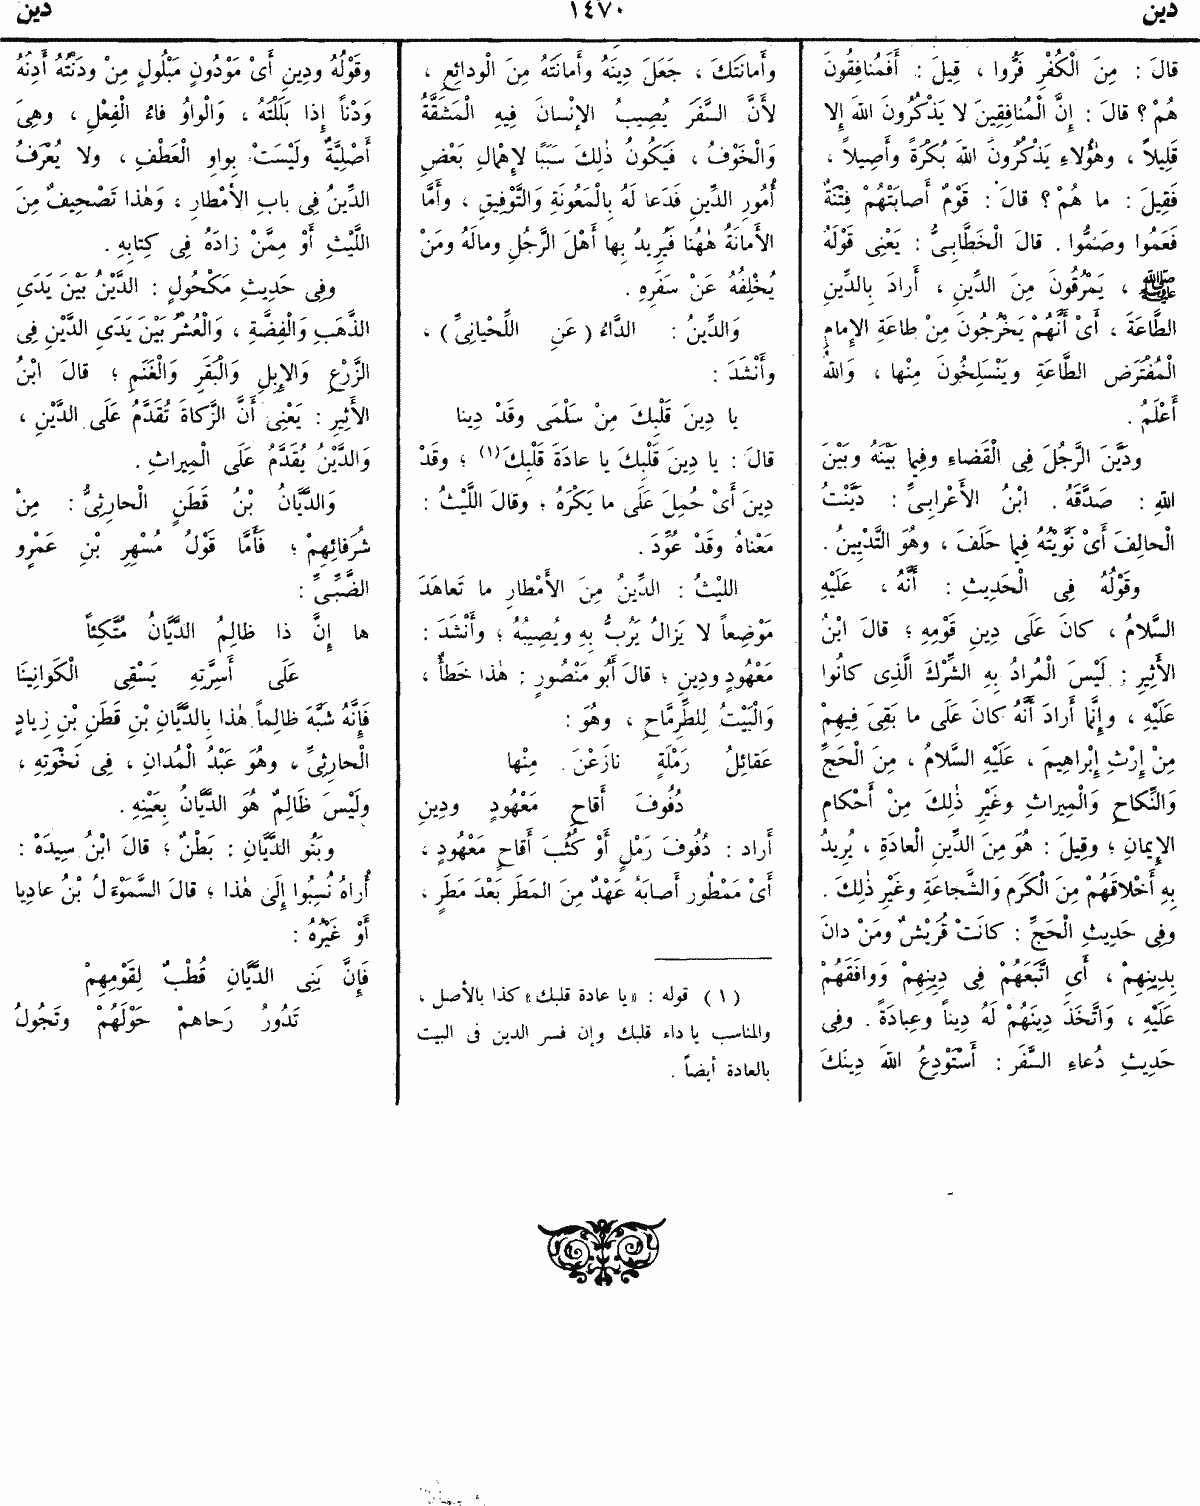 دين
١٤٧٠
دين
قالَ : مِنَ الْكُفْرِ فَرُّوا ، قِيلَ : أَفَمُنافِقُونَ
هُمْ ؟ قالَ : إِنَّ الْمُنافِقِينَ لا يَذْكُرُونَ اللهَ إِلا
قَلِيلاً ، وهٰؤُلاءِ يَذْكُرُونَ اللهَ بُكْرَةً وأَصِيلاً ،
فَقِيلَ : ما هُمْ ؟ قالَ : قَوْمٌ أَصابَتْهُمْ فِتْنَةٌ
فَعَمُوا وصَمُّوا . قالَ الْخَطَّابِىُّ : يَعْنِى قَوْلَهُ
ﷺ ، يَمْرُقُونَ مِنَ الدِّينِ ، أَرادَ بِالدِّينِ
الطَّاعَةَ ، أَىْ أَنَّهُمْ يَخْرُجُونَ مِنْ طاعَةِ الإِمامِ
الْمُفْتَرَضِ الطَّاعَةِ ويَنْسَلِخُونَ مِنْها ، وَاللهُ
أَعْلَمُ .
ودَيَّنَ الرَّجُلَ فِى الْقَضاءِ وفِيما بَيْنَهُ وبَيْنَ
اللهِ : صَدَّقَهُ . ابْنُ الأَعْرابِىِّ : دَيَّنْتُ
الْحالِفَ أَىْ نَوَّيْتُهُ فِيما حَلَفَ ، وهُوَ التَّدْيِينُ .
وقَوْلُهُ فِى الْحَدِيثِ : أَنَّهُ ، عَلَيْهِ
السَّلامُ ، كانَ عَلَى دِينِ قَوْمِهِ ؛ قالَ ابْنُ
الأَثِيرِ : لَيْسَ الْمُرادُ بِهِ الشِّرْكَ الَّذِى كانُوا
عَلَيْهِ ، وإِنَّما أَرادَ أَنَّهُ كانَ عَلَى ما بَقِىَ فِيهِمْ
مِنْ إِرْثِ إِبْراهِيمَ ، عَلَيْهِ السَّلامُ ، مِنَ الْحَجِّ
وَالنِّكاحِ وَالْمِيراثِ وغَيْرِ ذٰلِكَ مِنْ أَحْكامِ
الإِيمانِ ؛ وقِيلَ : هُوَ مِنَ الدِّينِ الْعادَةِ ، يُرِيدُ
بِهِ أَخْلاقَهُمْ مِنَ الْكَرَمِ وَالشَّجاعَةِ وغَيْرِ ذٰلِكَ .
وفِى حَدِيثِ الْحَجِّ : كانَتْ قُرَيْشٌ ومَنْ دانَ
بِدِينِهِمْ ، أَىِ اتَّبَعَهُمْ فِى دِينِهِمْ وَوافَقَهُمْ
عَلَيْهِ ، وَاتَّخَذَ دِينَهُمْ لَهُ دِيناً وعِبادَةً . وفِى
حَدِيثِ دُعاءِ السَّفَرِ : أَسْتَوْدِعُ اللهَ دِينَكَ
وأَمانَتَكَ ، جَعَلَ دِينَهُ وأَمانَتَهُ مِنَ الْودائِعِ ،
لأَنَّ السَّفَرَ يُصِيبُ الإِنْسانَ فِيهِ الْمَشَقَّةُ
وَالْخَوْفُ ، فَيَكُونُ ذٰلِكَ سَبَبًا لإِهْمالِ بَعْضِ
أُمُورِ الدِّينِ فَدَعا لَهُ بِالْمَعُونَةِ وَالتَّوْفِيقِ ، وأَمَّا
الأَمانَةُ هٰهُنا فَيُرِيدُ بِها أَهْلَ الرَّجُلِ ومالَهُ ومَنْ
يُخْلِفُهُ عَنْ سَفَرِهِ .
وَالدِّينُ : الدَّاءُ ( عَنِ اللِّحْيانِىِّ ) ،
وأَنْشَدَ :
يا دِينَ قَلْبِكَ مِنْ سَلْمَى وقَدْ دِينا
قالَ : يا دِينَ قَلْبِكَ يا عادَةَ قَلْبِكَ (١) ؛ وقَدْ
دِينَ أَىْ حُمِلَ عَلَى ما يَكْرَهُ ؛ وقالَ اللَّيْثُ :
مَعْناهُ وقَدْ عُوِّدَ .
الليْثُ : الدِّينُ مِنَ الأَمْطارِ ما تَعاهَدَ
مَوْضِعاً لا يَزالُ يَرُبُّ بِهِ ويُصِيبُهُ ؛ وأَنْشَدَ :
مَعْهُودٍ ودِينِ ؛ قالَ أَبُو مَنْصُورٍ : هٰذا خَطأٌ ،
وَالْبَيْتُ لِلطِّرِمَّاحِ ، وهُوَ :
عَقائِلُ رَمْلَةٍ نازَعْنَ مِنْها
دُفُوفَ أَقاحِ مَعْهُودٍ ودِينِ
أَراد : دُفُوفَ رَمْلٍ أَوْ كُثُبَ أَقاحِ مَعْهُودٍ ،
أَىْ مَمْطُورٍ أَصابَهُ عَهْدٌ مِنَ المَطَرِ بَعْدَ مَطَرٍ ،
(١) قوله : «يا عادة قلبك» كذا بالأصل ،
والمناسب يا داء قلبك وإن فسر الدين فى البيت
بالعادة أيضاً .
وقَوْلُهُ ودِينِ أَىْ مَوْدُونٍ مَبْلُولٍ مِنْ ودَنْتُهُ أَدِنُهُ
وَدْناً إِذا بَلَلْتَهُ ، وَالْواوُ فاءُ الْفِعْلِ ، وهِىَ
أَصْلِيَّةٌ ولَيْسَتْ بِواوِ الْعَطْفِ ، ولا يُعْرَفُ
الدِّينُ فِى بابِ الأَمْطارِ ، وَهٰذا تَصْحِيفٌ مِنَ
اللَّيْثِ أَوْ مِمَّنْ زادَهُ فِى كِتابِهِ .
وفِى حَدِيثِ مَكْحُولٍ : الدَّيْنُ بَيْنَ يَدَىِ
الذَّهَبِ وَالْفِضَّةِ ، وَالْعُشْرُ بَيْنَ يَدَىِ الدَّيْنِ فِى
الزَّرْعِ وَالإِبِلِ وَالْبَقَرِ وَالْغَنَمِ ؛ قالَ ابْنُ
الأَثِيرِ : يَعْنِى أَنَّ الزَّكاةَ تُقَدَّمُ عَلَى الدَّيْنِ ،
وَالدَّيْنُ يُقَدَّمُ عَلَى الْمِيراثِ .
وَالدَّيَّانُ بْنُ قَطَنٍ الْحارِثِىُّ : مِنْ
شُرَفائِهِمْ ؛ فَأَمَّا قَوْلُ مُسْهِرِ بْنِ عَمْرٍو
الضَّبِّىِّ :
ها إِنَّ ذا ظالِمُ الدَّيَّانُ مُتَّكِئاً
عَلَى أَسِرَّتِهِ يَسْقِى الْكَوانِينَا
فَإِنَّهُ شَبَّهَ ظالِماً هٰذا بِالدَّيَّانِ بْنِ قَطَنِ بْنِ زِيادٍ
الْحارِثِىِّ ، وهُوَ عَبْدُ الْمُدانِ ، فِى نَخْوَتِهِ ؛
ولَيْسَ ظَالِمٌ هُوَ الدَّيَّانُ بِعَيْنِهِ .
وبَنُو الدَّيَّانِ : بَطْنٌ ؛ قالَ ابْنُ سِيدَهْ :
أُراهُ نُسِبُوا إِلَى هٰذا ؛ قالَ السَّمَوْءَلُ بْنُ عادِيا
أَوْ غَيْرُهُ :
فَإِنَّ بَنِى الدَّيَّانِ قُطْبٌ لِقَوْمِهِمْ
تَدُورُ رَحاهمْ حَوْلَهُمْ وتَجُولُ